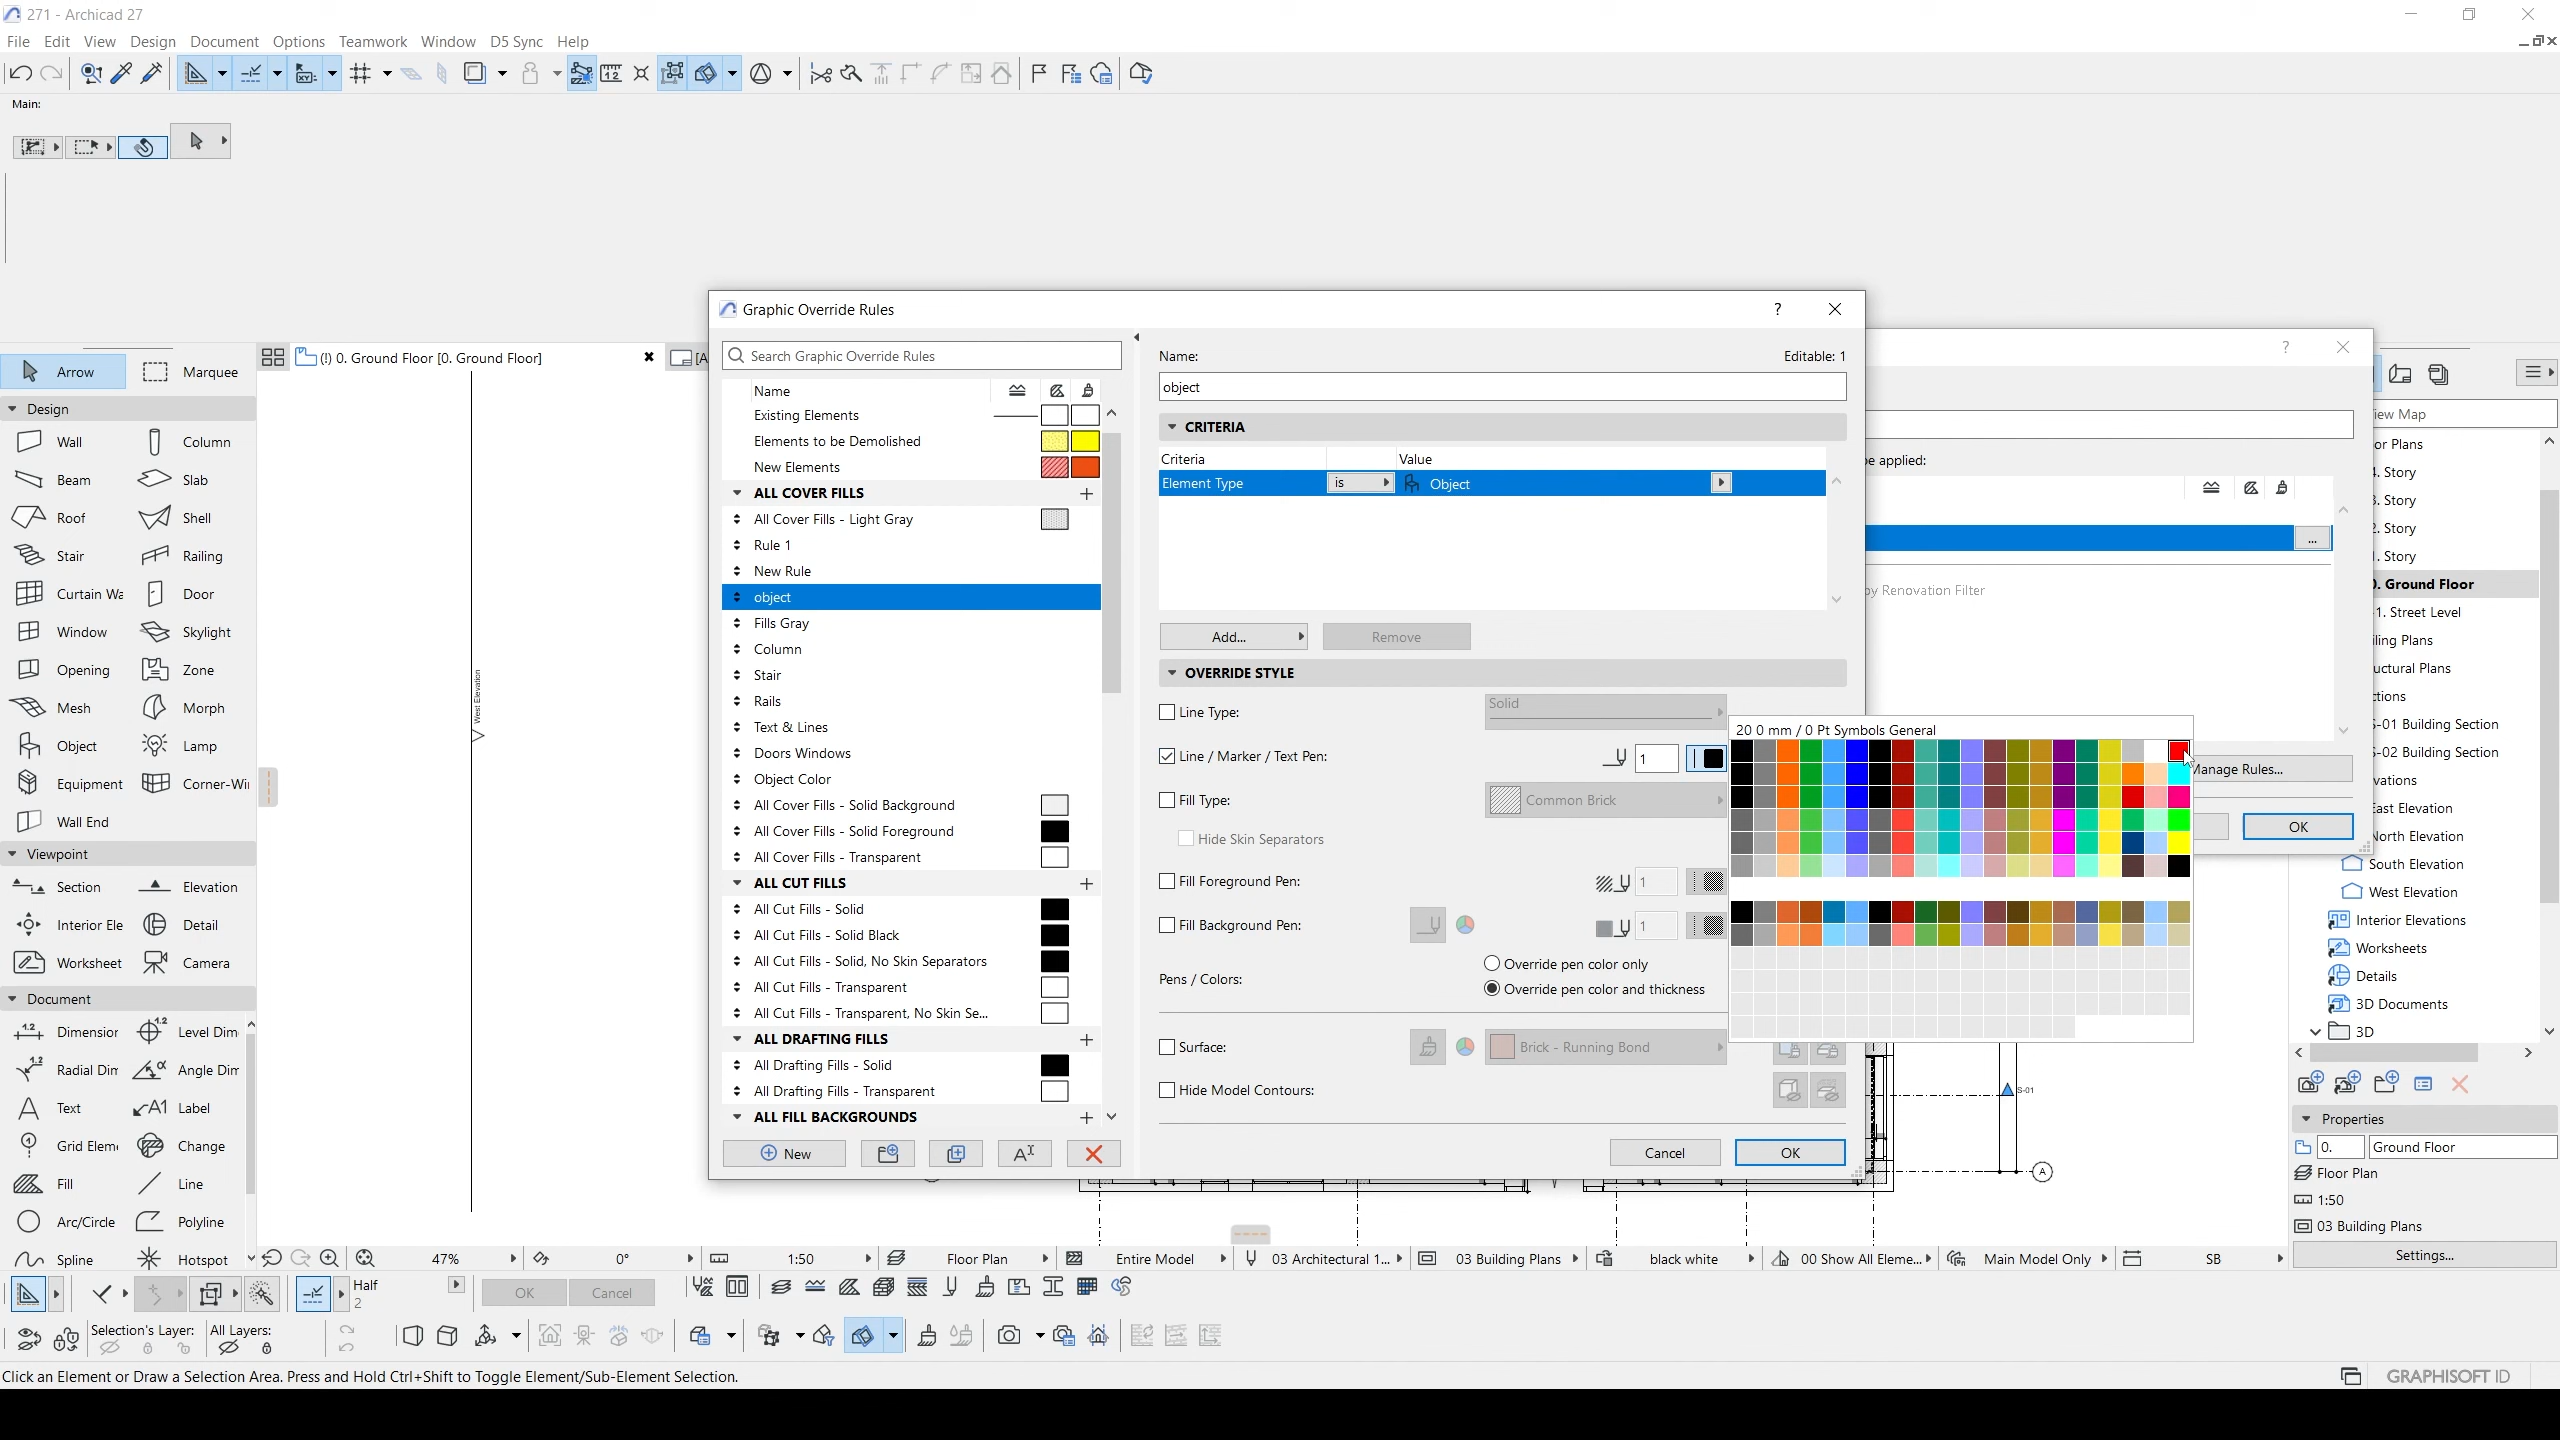 271 - Archicad 27
File Edit View Design Document Options Teamwork Window D5 Sync Help
Main:
Arrow Marquee
Design
Wall Column
Beam Slab
Roof Shell
Stair Railing
Curtain Wa Door
Window Skylight
Opening Zone
Mesh Morph
Object Lamp
Equipment Corner-Wi
Wall End
Viewpoint
Section Elevation
Interior Ele Detail
Worksheet Camera
Document
Dimension Level Dim
Radial Dim Angle Dim
Text Label
Grid Elem Change
Fill Line
Arc/Circle Polyline
Spline Hotspot
(!) 0. Ground Floor [0. Ground Floor]
[A
West Elevation
Graphic Override Rules
Search Graphic Override Rules
Name
Existing Elements
Elements to be Demolished
New Elements
ALL COVER FILLS
All Cover Fills - Light Gray
Rule 1
New Rule
object
Fills Gray
Column
Stair
Rails
Text & Lines
Doors Windows
Object Color
All Cover Fills - Solid Background
All Cover Fills - Solid Foreground
All Cover Fills - Transparent
ALL CUT FILLS
All Cut Fills - Solid
All Cut Fills - Solid Black
All Cut Fills - Solid, No Skin Separators
All Cut Fills - Transparent
All Cut Fills - Transparent, No Skin Se...
ALL DRAFTING FILLS
All Drafting Fills - Solid
All Drafting Fills - Transparent
ALL FILL BACKGROUNDS
New
Name:
Editable: 1
object
CRITERIA
Criteria Value
Element Type is Object
Add... Remove
OVERRIDE STYLE
Line Type: Solid
Line / Marker / Text Pen: 1
Fill Type: Common Brick
Hide Skin Separators
Fill Foreground Pen: 1
Fill Background Pen: 1
Pens / Colors:
Override pen color only
Override pen color and thickness
Surface: Brick - Running Bond
Hide Model Contours:
Cancel OK
20 0 mm / 0 Pt Symbols General
be applied:
by Renovation Filter
Manage Rules...
OK
iew Map
or Plans
. Story
3. Story
2. Story
. Story
0. Ground Floor
-1. Street Level
iling Plans
uctural Plans
ctions
S-01 Building Section
S-02 Building Section
vations
East Elevation
North Elevation
South Elevation
West Elevation
Interior Elevations
Worksheets
Details
3D Documents
3D
Properties
0. Ground Floor
Floor Plan
1:50
03 Building Plans
Settings...
S-01
A
47% 0° 1:50 Floor Plan Entire Model 03 Architectural 1... 03 Building Plans black white 00 Show All Eleme... Main Model Only SB
Half
2
OK Cancel
Selection's Layer: All Layers:
Click an Element or Draw a Selection Area. Press and Hold Ctrl+Shift to Toggle Element/Sub-Element Selection.
GRAPHISOFT ID